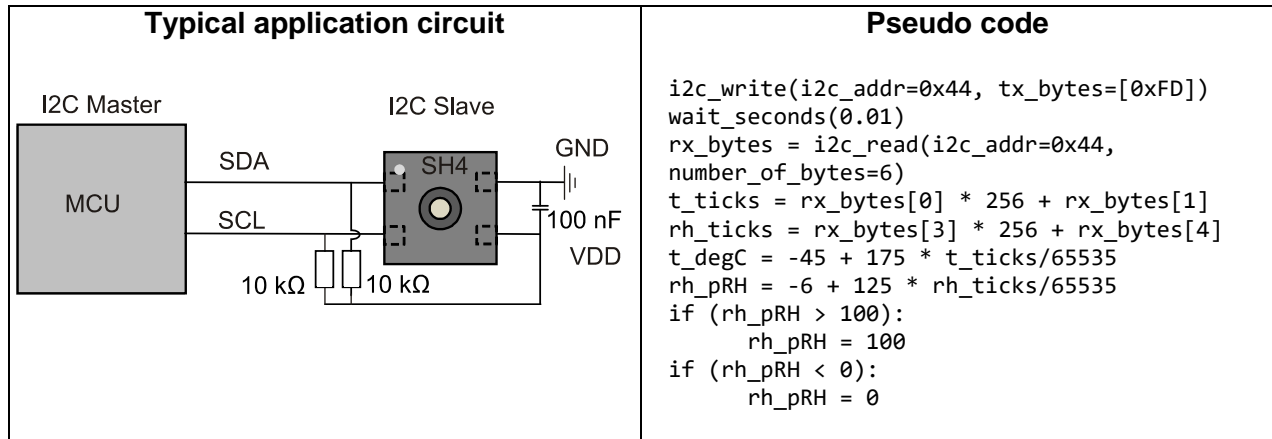 Typical application circuit
I2C Master
I2C Slave
MCU
SDA
SCL
SH4
GND
100 nF
VDD
10 kΩ
10 kΩ
Pseudo code
i2c_write(i2c_addr=0x44, tx_bytes=[0xFD])
wait_seconds(0.01)
rx_bytes = i2c_read(i2c_addr=0x44,
number_of_bytes=6)
t_ticks = rx_bytes[0] * 256 + rx_bytes[1]
rh_ticks = rx_bytes[3] * 256 + rx_bytes[4]
t_degC = -45 + 175 * t_ticks/65535
rh_pRH = -6 + 125 * rh_ticks/65535
if (rh_pRH > 100):
rh_pRH = 100
if (rh_pRH < 0):
rh_pRH = 0